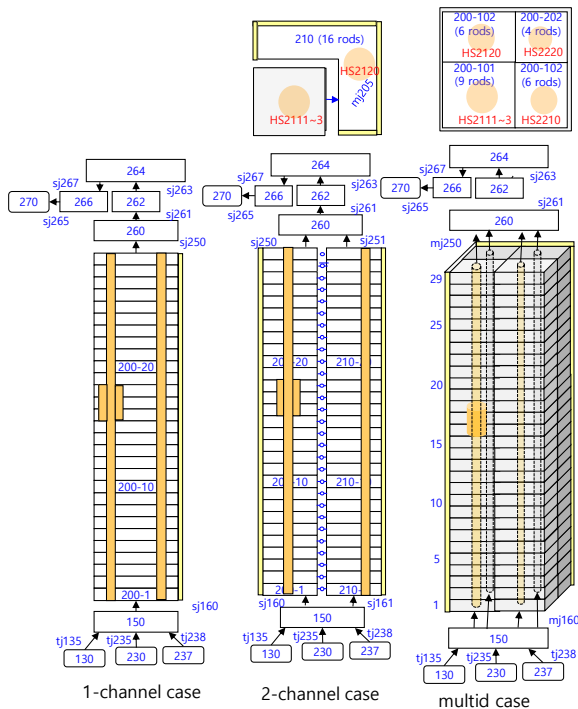 210 (16 rods)
HS2120
mj205
HS2111~3
200-102
(6 rods)
HS2120
200-202
(4 rods)
HS2220
200-101
(9 rods)
HS2111~3
200-102
(6 rods)
HS2210
264
sj267
sj263
270
266
262
sj265
sj261
260
sj250
200-20
200-10
200-1
sj160
150
tj135
tj235
tj238
130
230
237
1-channel case
264
sj267
sj263
270
266
262
sj265
sj261
260
sj250
sj251
200-20
200-10
200-1
sj160
sj161
150
tj135
tj235
tj238
130
230
237
2-channel case
264
sj267
sj263
270
266
262
sj265
sj261
260
mj250
29
25
20
15
10
5
1
mj160
150
tj135
tj235
tj238
130
230
237
multid case